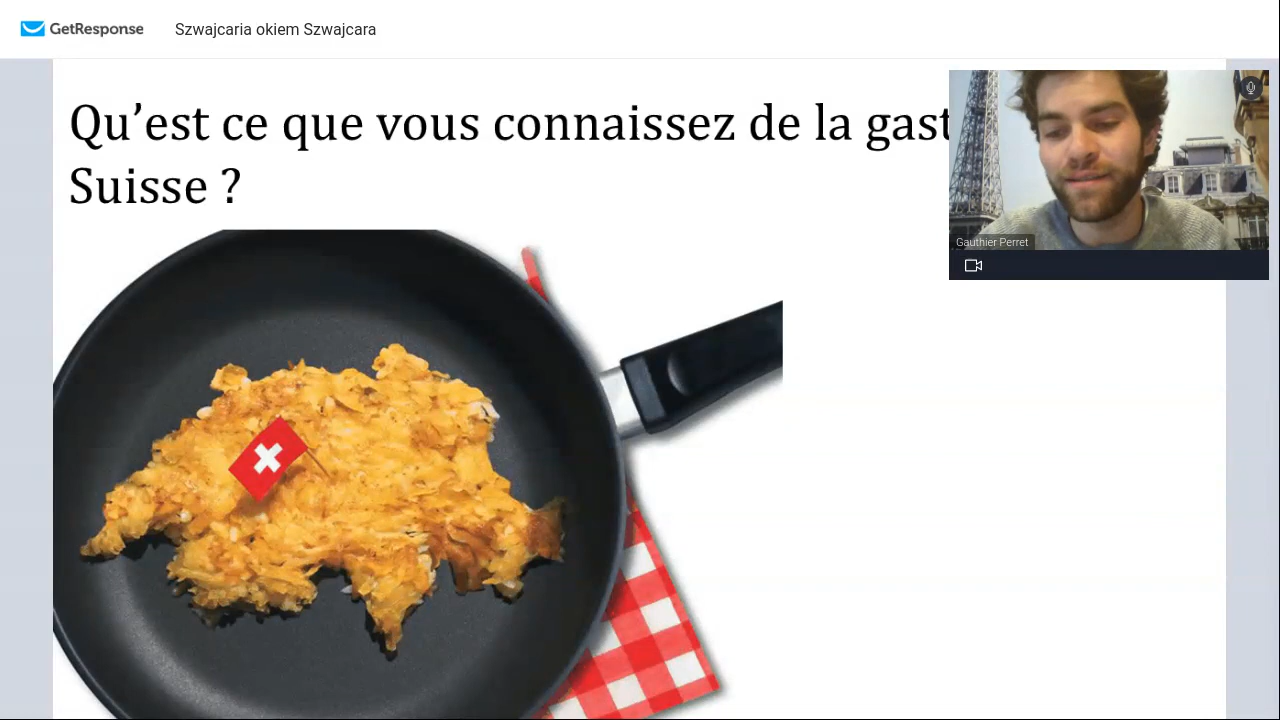 GetResponse
Szwajcaria okiem Szwajcara
Qu’est ce que vous connaissez de la gast
Suisse ?
Gauthier Perret